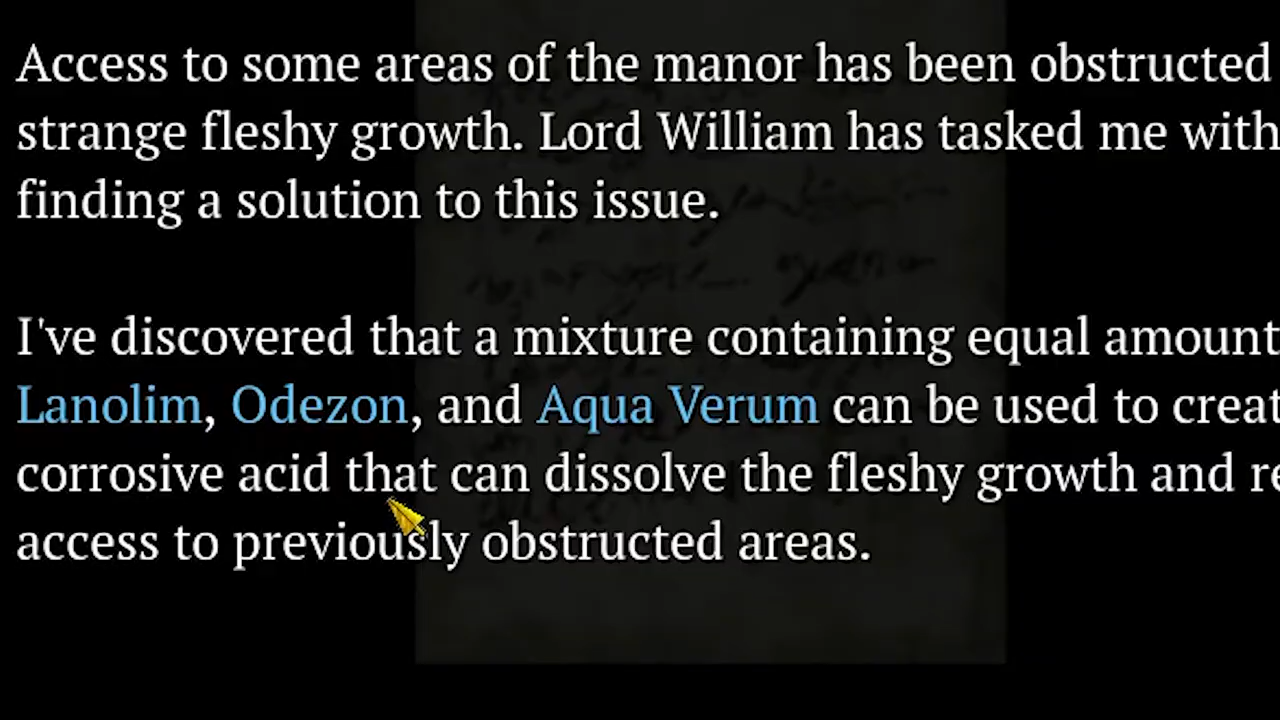 Access to some areas of the manor has been obstructed
strange fleshy growth. Lord William has tasked me with
finding a solution to this issue.
I've discovered that a mixture containing equal amount
Lanolim, Odezon, and Aqua Verum can be used to creat
corrosive acid that can dissolve the fleshy growth and re
access to previously obstructed areas.